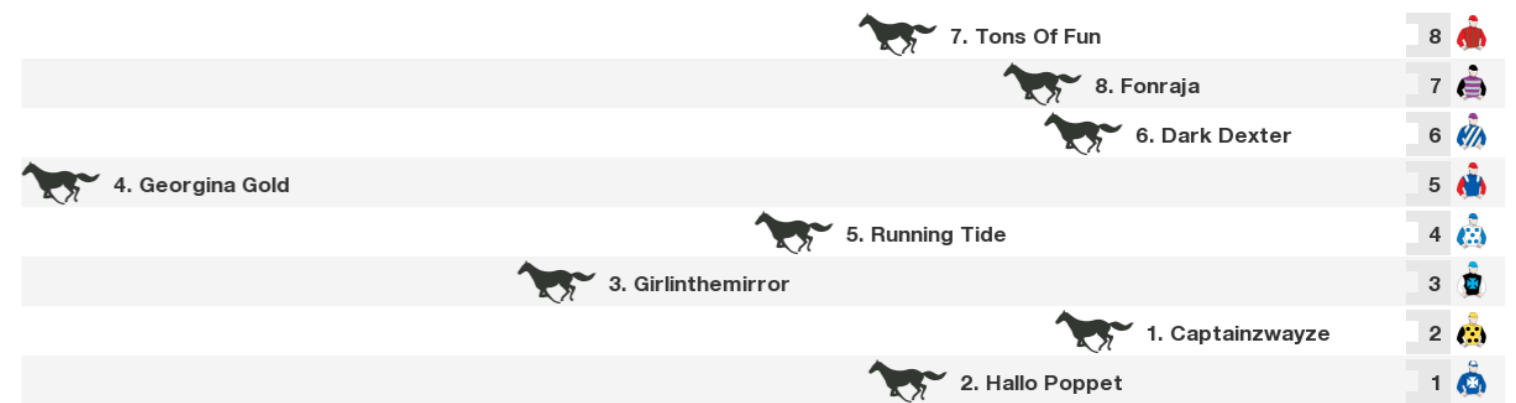 7. Tons Of Fun 8
8. Fonraja 7
6. Dark Dexter 6
4. Georgina Gold 5
5. Running Tide 4
3. Girlinthemirror 3
1. Captainzwayze 2
2. Hallo Poppet 1